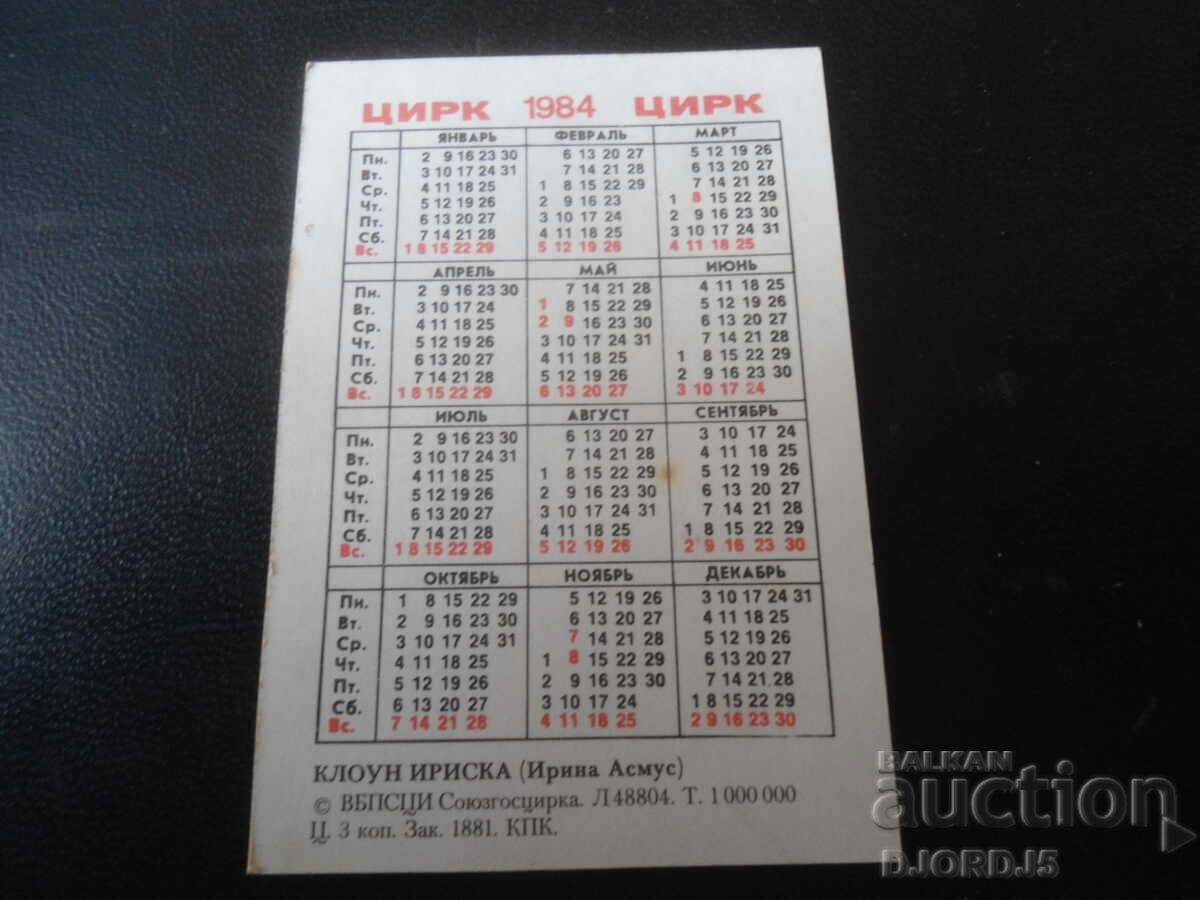 ЦИРК 1984 ЦИРК
ЯНВАРЬ ФЕВРАЛЬ МАРТ
Пн. 2 9 16 23 30 6 13 20 27 5 12 19 26
Вт. 3 10 17 24 31 7 14 21 28 6 13 20 27
Ср. 4 11 18 25 1 8 15 22 29 7 14 21 28
Чт. 5 12 19 26 2 9 16 23 1 8 15 22 29
Пт. 6 13 20 27 3 10 17 24 2 9 16 23 30
Сб. 7 14 21 28 4 11 18 25 3 10 17 24 31
Вс. 1 8 15 22 29 5 12 19 26 4 11 18 25
АПРЕЛЬ МАЙ ИЮНЬ
Пн. 2 9 16 23 30 7 14 21 28 4 11 18 25
Вт. 3 10 17 24 1 8 15 22 29 5 12 19 26
Ср. 4 11 18 25 2 9 16 23 30 6 13 20 27
Чт. 5 12 19 26 3 10 17 24 31 7 14 21 28
Пт. 6 13 20 27 4 11 18 25 1 8 15 22 29
Сб. 7 14 21 28 5 12 19 26 2 9 16 23 30
Вс. 1 8 15 22 29 6 13 20 27 3 10 17 24
ИЮЛЬ АВГУСТ СЕНТЯБРЬ
Пн. 2 9 16 23 30 6 13 20 27 3 10 17 24
Вт. 3 10 17 24 31 7 14 21 28 4 11 18 25
Ср. 4 11 18 25 1 8 15 22 29 5 12 19 26
Чт. 5 12 19 26 2 9 16 23 30 6 13 20 27
Пт. 6 13 20 27 3 10 17 24 31 7 14 21 28
Сб. 7 14 21 28 4 11 18 25 1 8 15 22 29
Вс. 1 8 15 22 29 5 12 19 26 2 9 16 23 30
ОКТЯБРЬ НОЯБРЬ ДЕКАБРЬ
Пн. 1 8 15 22 29 5 12 19 26 3 10 17 24 31
Вт. 2 9 16 23 30 6 13 20 27 4 11 18 25
Ср. 3 10 17 24 31 7 14 21 28 5 12 19 26
Чт. 4 11 18 25 1 8 15 22 29 6 13 20 27
Пт. 5 12 19 26 2 9 16 23 30 7 14 21 28
Сб. 6 13 20 27 3 10 17 24 1 8 15 22 29
Вс. 7 14 21 28 4 11 18 25 2 9 16 23 30
КЛОУН ИРИСКА (Ирина Асмус)
© ВБПСЦИ Союзгосцирка. Л 48804. Т. 1 000 000
Ц. 3 коп. Зак. 1881. КПК.
BALKAN
auction
DJORDJ5